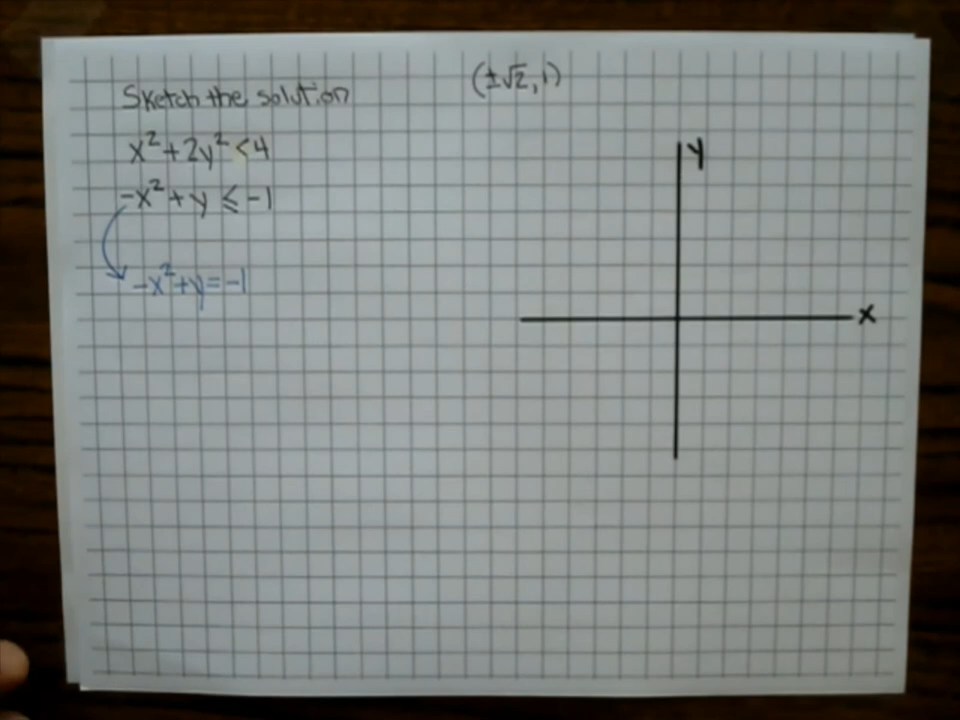 Sketch the solution
x²+2y²<4
-x²+y≤-1
-x²+y=-1
(±√2,1)
y
x